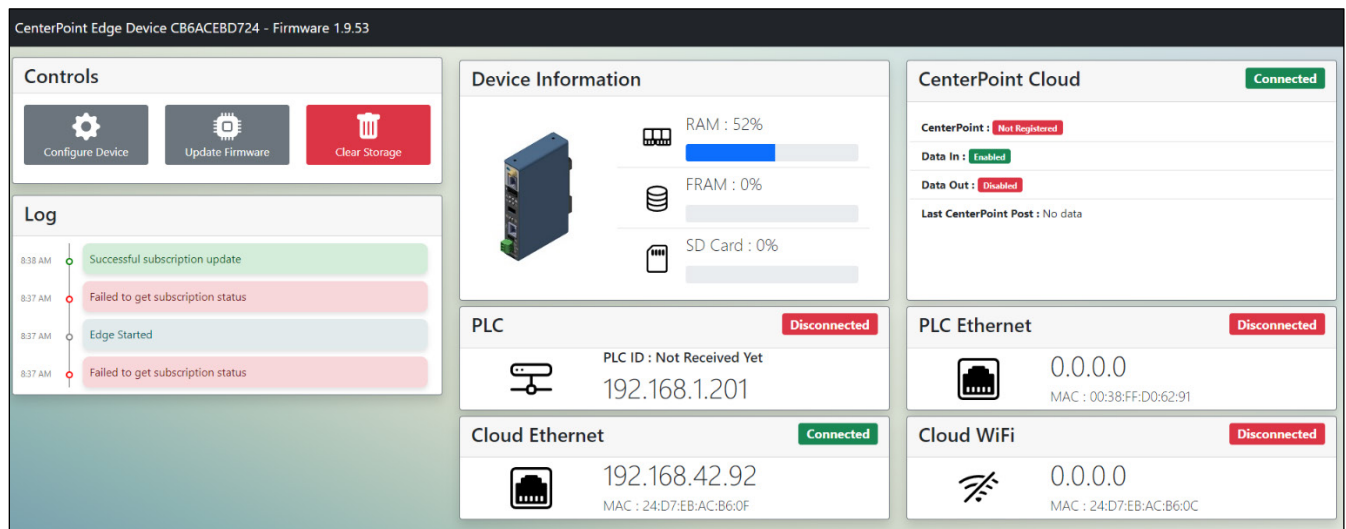 CenterPoint Edge Device CB6ACEBD724 - Firmware 1.9.53
Controls
Configure Device
Update Firmware
Clear Storage
Log
8:38 AM Successful subscription update
8:37 AM Failed to get subscription status
8:37 AM Edge Started
8:37 AM Failed to get subscription status
Device Information
RAM : 52%
FRAM : 0%
SD Card : 0%
CenterPoint Cloud Connected
CenterPoint : Not Registered
Data In : Enabled
Data Out : Disabled
Last CenterPoint Post : No data
PLC Disconnected
PLC ID : Not Received Yet
192.168.1.201
PLC Ethernet Disconnected
0.0.0.0
MAC : 00:38:FF:D0:62:91
Cloud Ethernet Connected
192.168.42.92
MAC : 24:D7:EB:AC:B6:0F
Cloud WiFi Disconnected
0.0.0.0
MAC : 24:D7:EB:AC:B6:0C